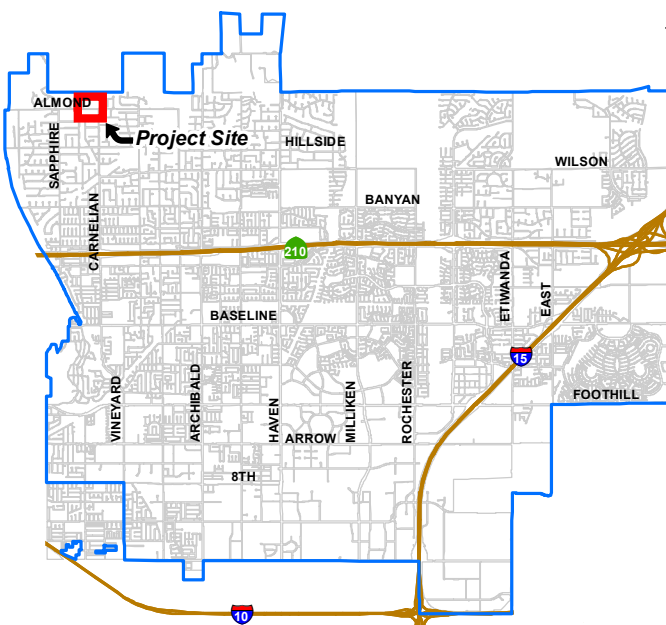 ALMOND
Project Site
HILLSIDE
SAPPHIRE
WILSON
BANYAN
CARNELIAN
210
ETIWANDA
EAST
BASELINE
15
VINEYARD
ARCHIBALD
HAVEN
MILLIKEN
ROCHESTER
FOOTHILL
ARROW
8TH
10